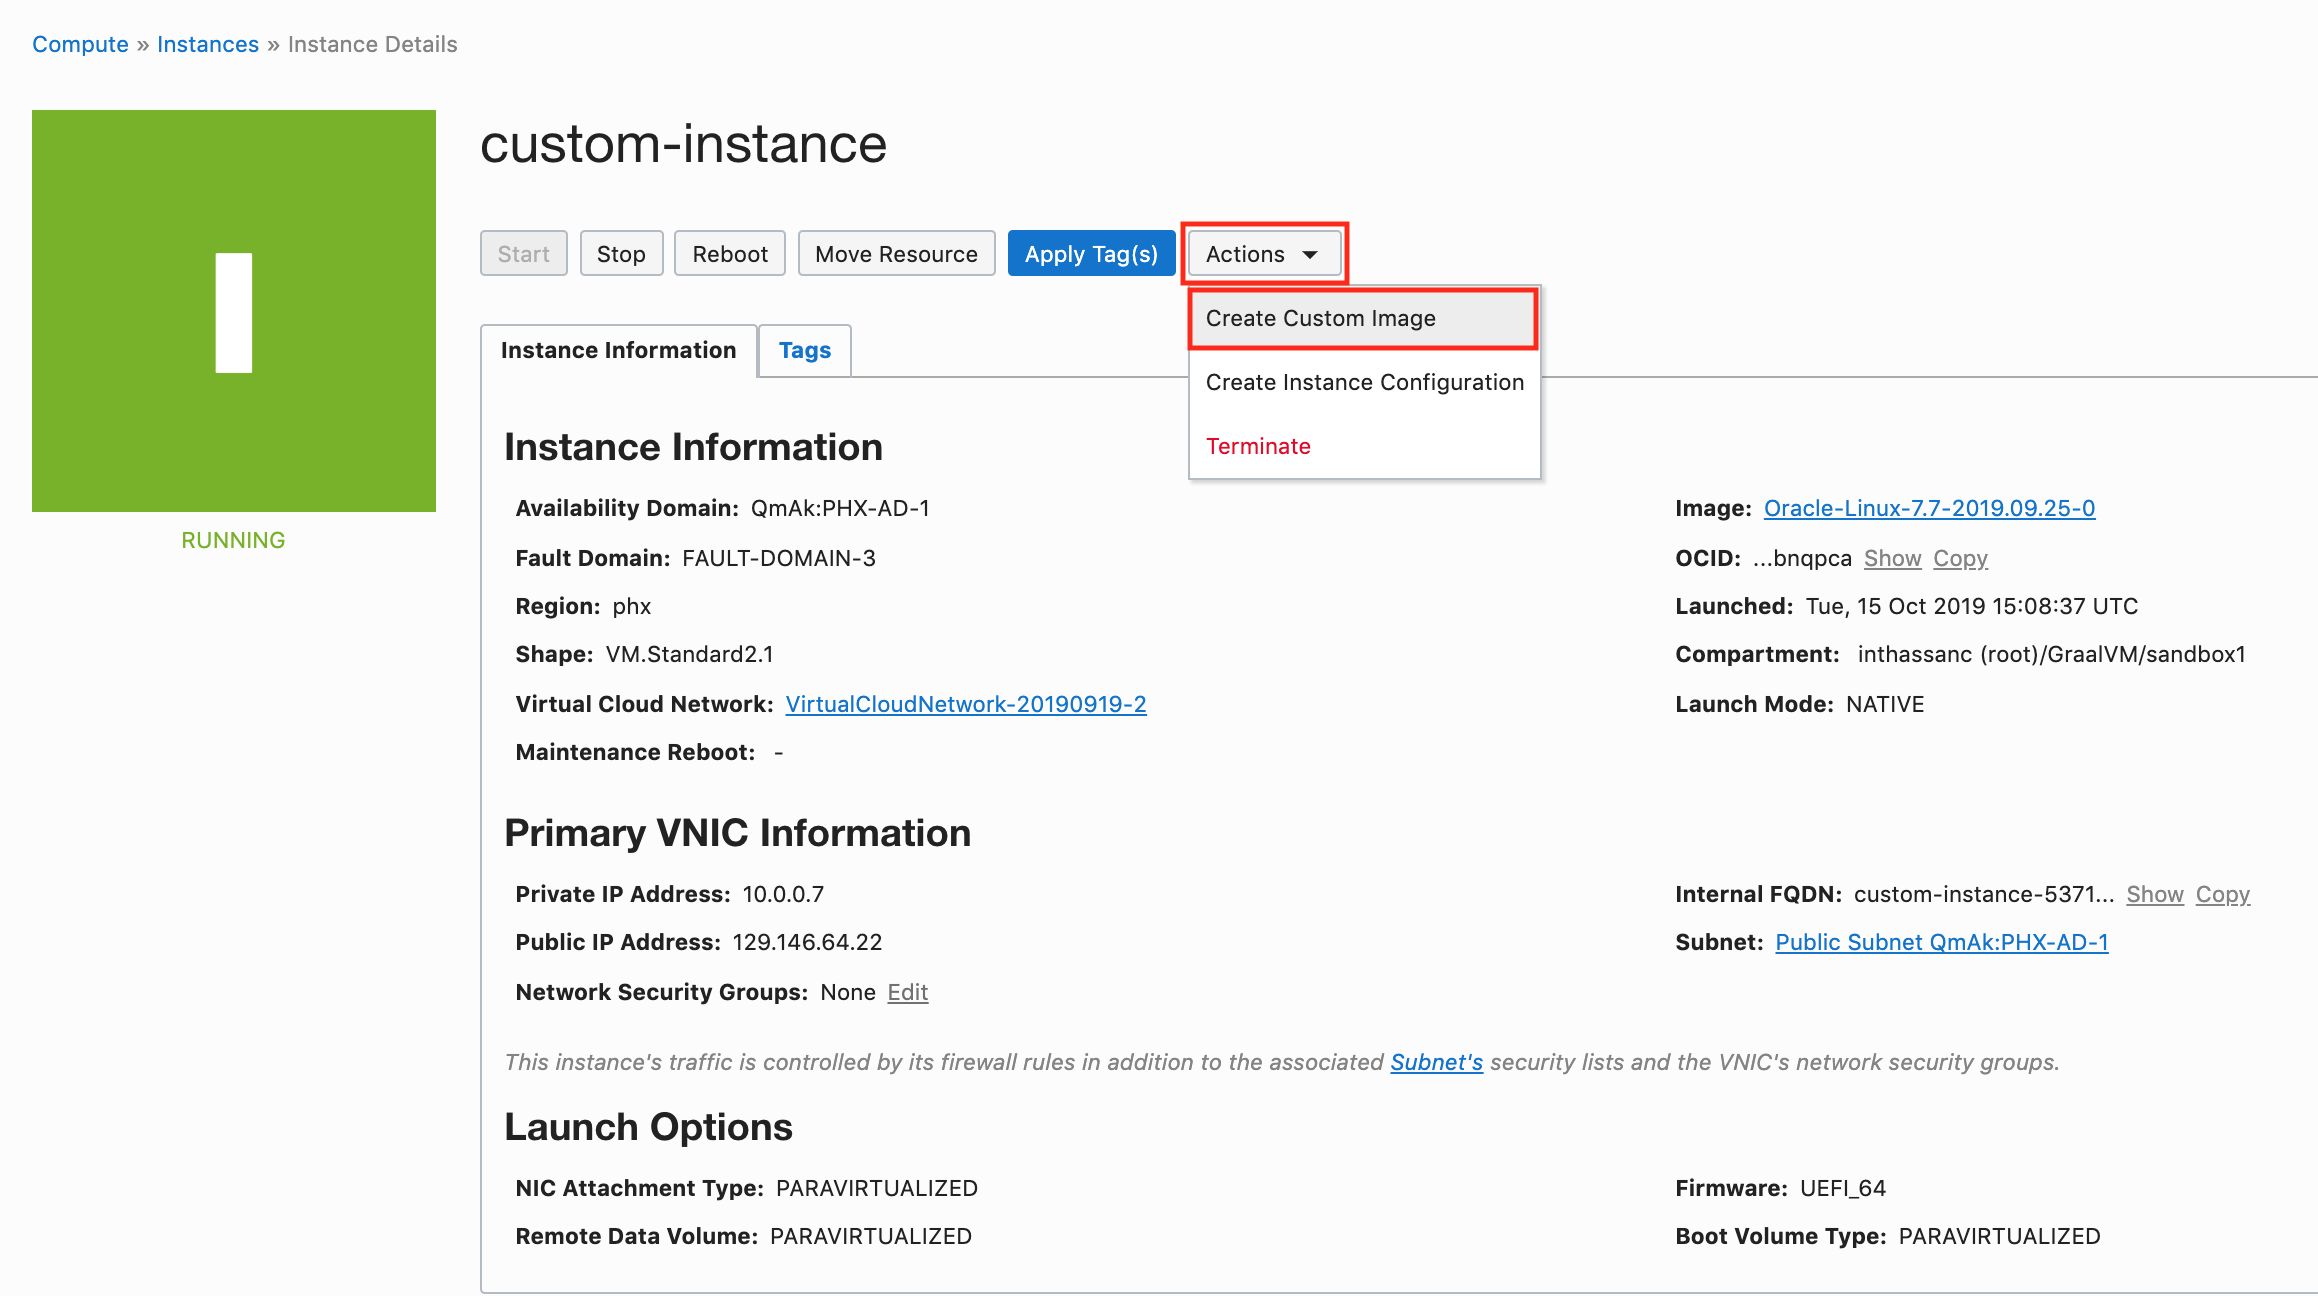 Compute » Instances » Instance Details
custom-instance
Start Stop Reboot Move Resource Apply Tag(s) Actions
Create Custom Image
Create Instance Configuration
Terminate
Instance Information Tags
I
RUNNING
Instance Information
Availability Domain: QmAk:PHX-AD-1
Fault Domain: FAULT-DOMAIN-3
Region: phx
Shape: VM.Standard2.1
Virtual Cloud Network: VirtualCloudNetwork-20190919-2
Maintenance Reboot: -
Image: Oracle-Linux-7.7-2019.09.25-0
OCID: ...bnqpca Show Copy
Launched: Tue, 15 Oct 2019 15:08:37 UTC
Compartment: inthassanc (root)/GraalVM/sandbox1
Launch Mode: NATIVE
Primary VNIC Information
Private IP Address: 10.0.0.7
Public IP Address: 129.146.64.22
Network Security Groups: None Edit
Internal FQDN: custom-instance-5371... Show Copy
Subnet: Public Subnet QmAk:PHX-AD-1
This instance's traffic is controlled by its firewall rules in addition to the associated Subnet's security lists and the VNIC's network security groups.
Launch Options
NIC Attachment Type: PARAVIRTUALIZED
Remote Data Volume: PARAVIRTUALIZED
Firmware: UEFI_64
Boot Volume Type: PARAVIRTUALIZED